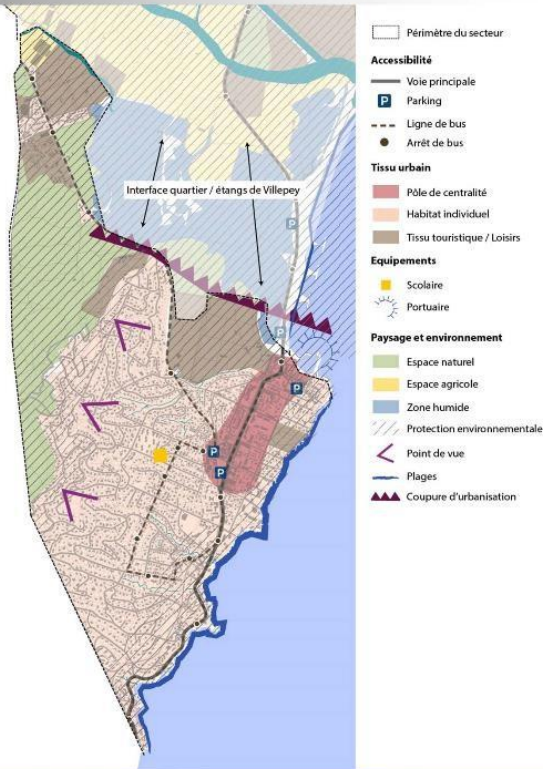 Périmètre du secteur
Accessibilité
Voie principale
P
Parking
Ligne de bus
Arrêt de bus
Tissu urbain
Pôle de centralité
Habitat individuel
Tissu touristique / Loisirs
Equipements
Scolaire
Portuaire
Paysage et environnement
Espace naturel
Espace agricole
Zone humide
Protection environnementale
Point de vue
Plages
Coupure d'urbanisation
Interface quartier / étangs de Villepey
P
P
P
P
P